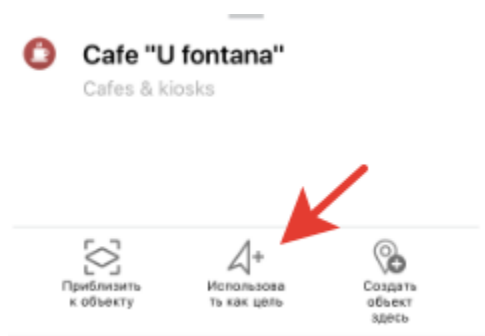 Cafe "U fontana"
Cafes & kiosks
Приблизить
к объекту
Использова
ть как цель
Создать
объект
здесь